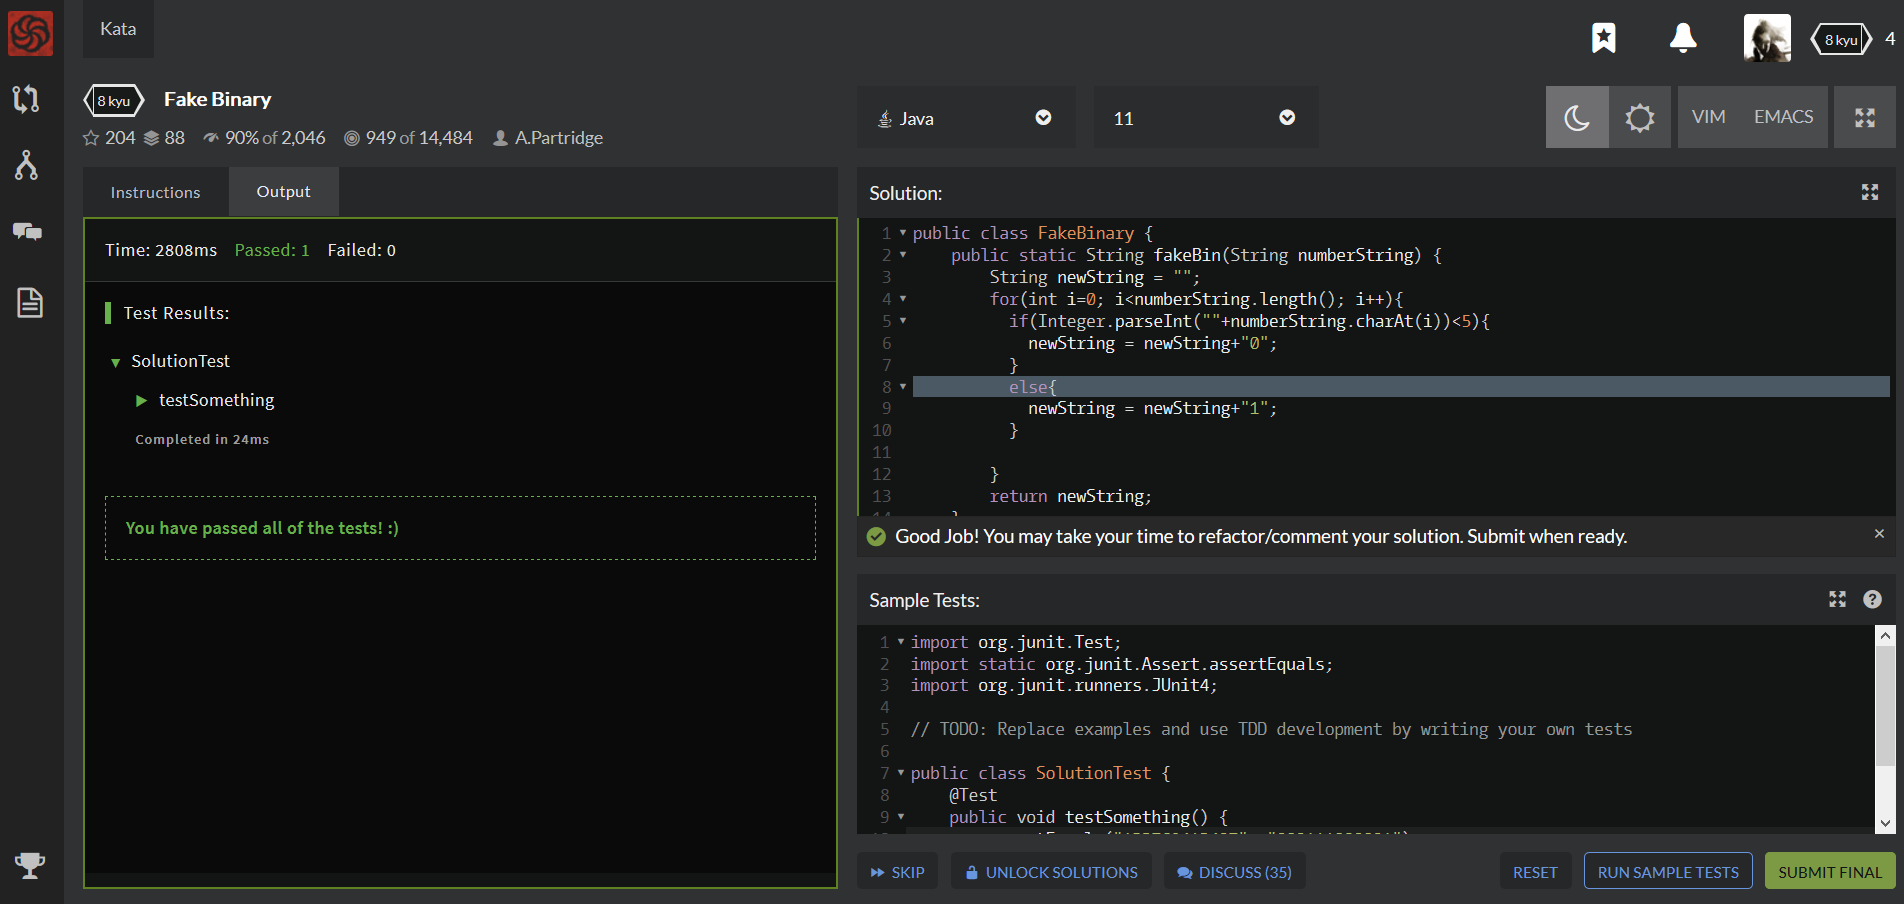 Kata
8 kyu
4
8 kyu
Fake Binary
204 88 90% of 2,046 949 of 14,484 A.Partridge
Java
11
VIM
EMACS
Instructions
Output
Time: 2808ms Passed: 1 Failed: 0
Test Results:
SolutionTest
testSomething
Completed in 24ms
You have passed all of the tests! :)
Solution:
1 public class FakeBinary {
2 public static String fakeBin(String numberString) {
3 String newString = "";
4 for(int i=0; i<numberString.length(); i++){
5 if(Integer.parseInt(""+numberString.charAt(i))<5){
6 newString = newString+"0";
7 }
8 else{
9 newString = newString+"1";
10 }
11
12 }
13 return newString;
Good Job! You may take your time to refactor/comment your solution. Submit when ready.
Sample Tests:
1 import org.junit.Test;
2 import static org.junit.Assert.assertEquals;
3 import org.junit.runners.JUnit4;
4
5 // TODO: Replace examples and use TDD development by writing your own tests
6
7 public class SolutionTest {
8 @Test
9 public void testSomething() {
SKIP
UNLOCK SOLUTIONS
DISCUSS (35)
RESET
RUN SAMPLE TESTS
SUBMIT FINAL